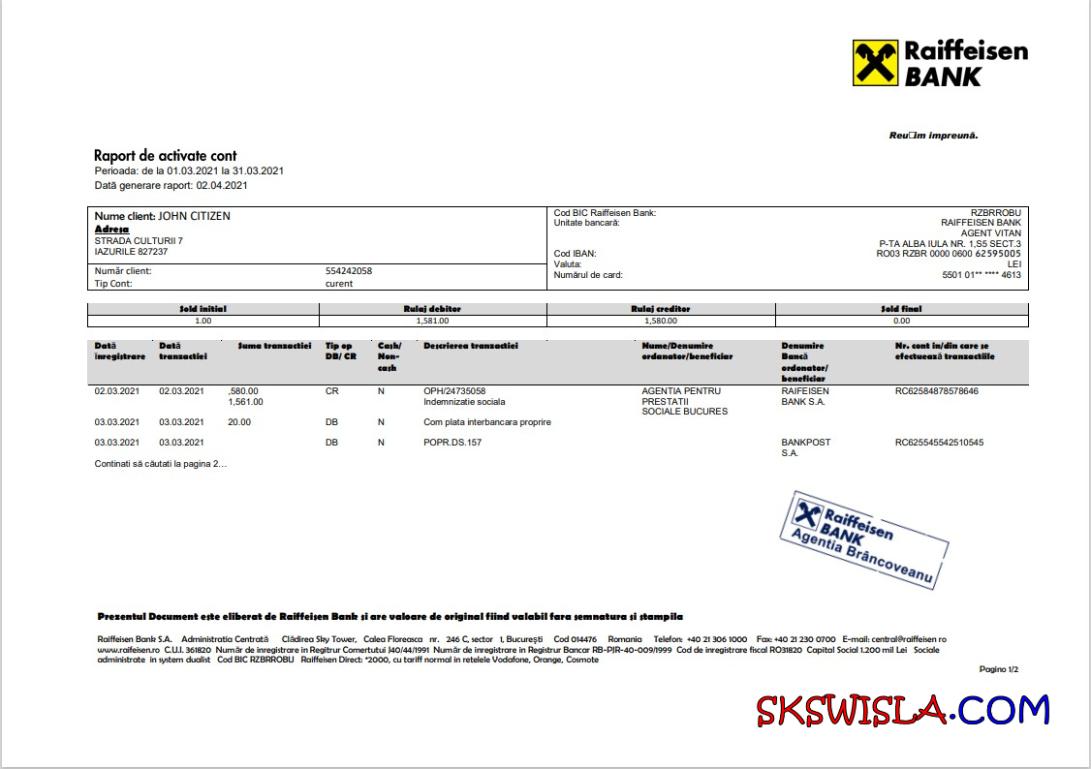 Raiffeisen
BANK
Reu□im impreună.
Raport de activate cont
Perioada: de la 01.03.2021 la 31.03.2021
Dată generare raport: 02.04.2021
Nume client: JOHN CITIZEN
Adresa
STRADA CULTURII 7
IAZURILE 827237
Număr client: 554242058
Tip Cont: curent
Cod BIC Raiffeisen Bank: RZBRROBU
Unitate bancară: RAIFFEISEN BANK
AGENT VITAN
P-TA ALBA IULA NR. 1,S5 SECT.3
Cod IBAN: RO03 RZBR 0000 0600 62595005
Valuta: LEI
Numărul de card: 5501 01** **** 4613
Sold initial Rulaj debitor Rulaj creditor Sold final
1.00 1,581.00 1,580.00 0.00
Dată Dată Suma tranzactiei Tip op Cash/ Descrierea tranzactiei Nume/Denumire Denumire Nr. cont in/din care se
inregistrare tranzactiei DB/ CR Non- ordanator/beneficiar Bancă efectuează tranzactiile
cash ordonator/
beneficiar
02.03.2021 02.03.2021 ,580.00 CR N OPH/24735058 AGENTIA PENTRU RAIFEISEN RC62584878578646
1,561.00 Indemnizatie sociala PRESTATII BANK S.A.
SOCIALE BUCURES
03.03.2021 03.03.2021 20.00 DB N Com plata interbancara proprire
03.03.2021 03.03.2021 DB N POPR.DS.157 BANKPOST RC625545542510545
S.A.
Continati să căutati la pagina 2...
Raiffeisen
BANK
Agentia Brâncoveanu
Prezentul Document este eliberat de Raiffeisen Bank si are valoare de original fiind valabil fara semnatura si stampila
Raiffeisen Bank S.A. Administratia Centrată Clădirea Sky Tower, Calea Floreasca nr. 246 C, sector 1, București Cod 014476 Romania Telefon: +40 21 306 1000 Fax: +40 21 230 0700 E-mail: central@raiffeisen ro
www.raiffeisen.ro C.U.I. 361820 Număr de inregistrare in Regitrur Comertutui J40/44/1991 Număr de inregistrare in Registrur Bancar RB-PJR-40-009/1999 Cod de inregistrare fiscal RO31820 Capitol Social 1.200 mil Lei Sociale
administrate in system dualist Cod BIC RZBRROBU Raiffeisen Direct: *2000, cu tariff normal in retelele Vodafone, Orange, Cosmote
Pagino 1/2
SKSWISLA.COM